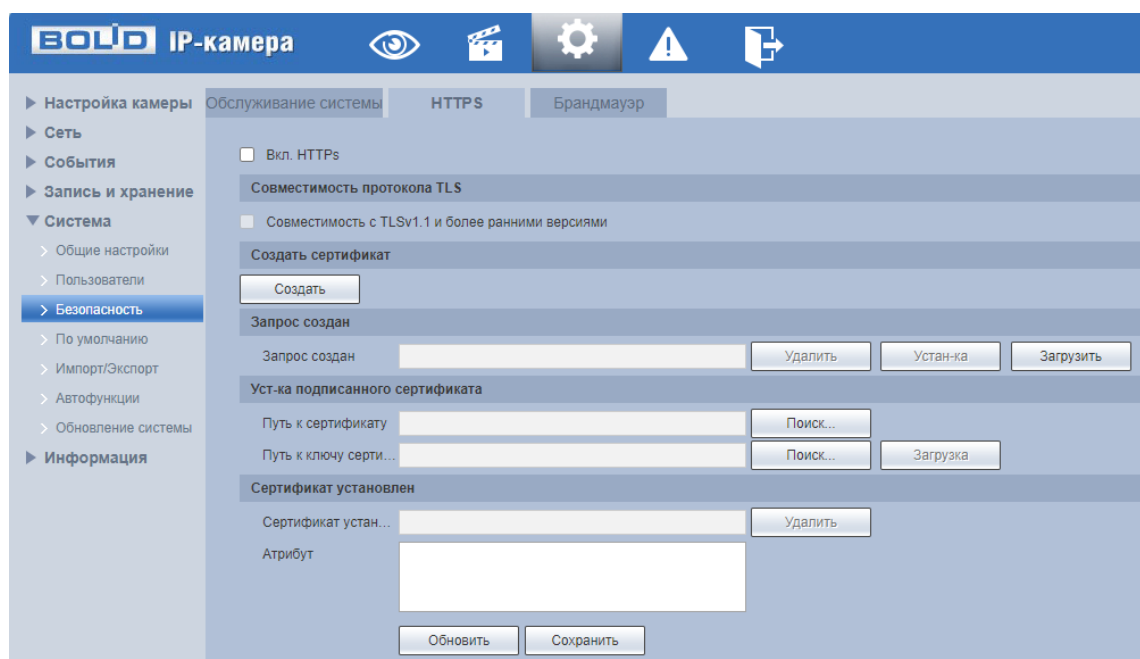 BOLID IP-камера
Настройка камеры
Сеть
События
Запись и хранение
Система
Общие настройки
Пользователи
Безопасность
По умолчанию
Импорт/Экспорт
Автофункции
Обновление системы
Информация
Обслуживание системы HTTPS Брандмауэр
Вкл. HTTPs
Совместимость протокола TLS
Совместимость с TLSv1.1 и более ранними версиями
Создать сертификат
Создать
Запрос создан
Запрос создан Удалить Устан-ка Загрузить
Уст-ка подписанного сертификата
Путь к сертификату Поиск...
Путь к ключу серти... Поиск... Загрузка
Сертификат установлен
Сертификат устан... Удалить
Атрибут
Обновить Сохранить